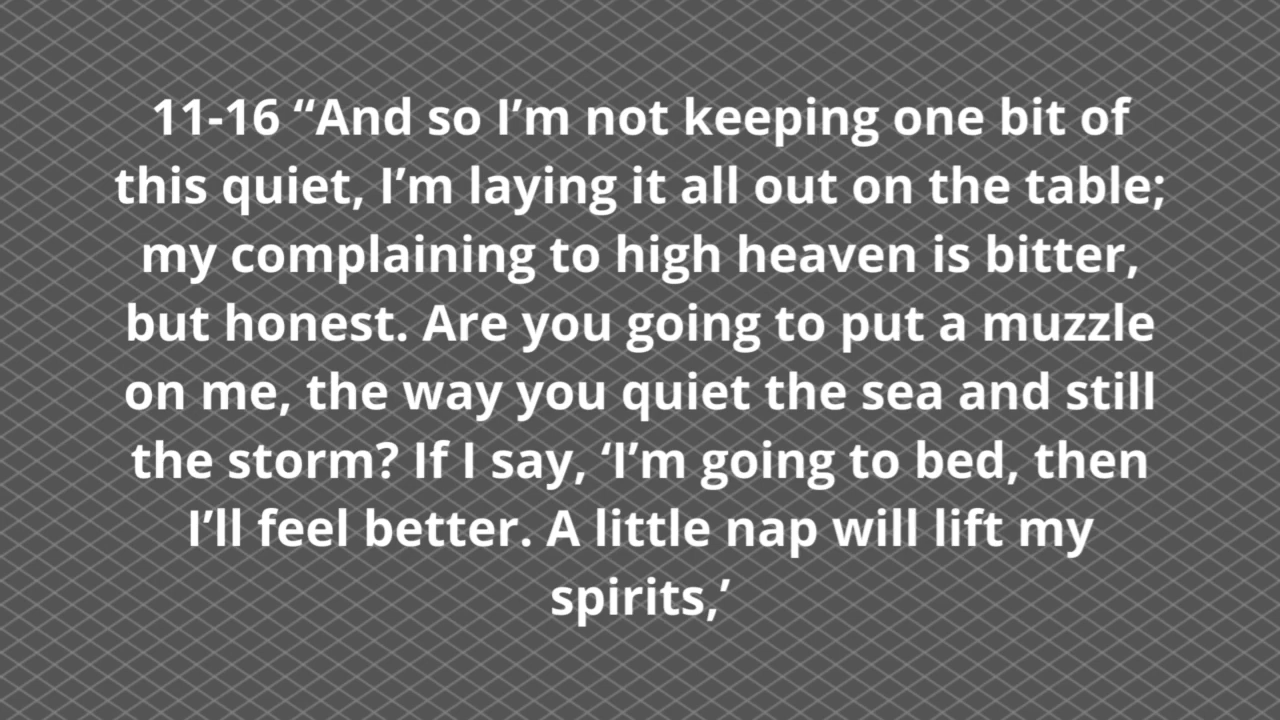 11-16 “And so I’m not keeping one bit of
this quiet, I’m laying it all out on the table;
my complaining to high heaven is bitter,
but honest. Are you going to put a muzzle
on me, the way you quiet the sea and still
the storm? If I say, ‘I’m going to bed, then
I’ll feel better. A little nap will lift my
spirits,’